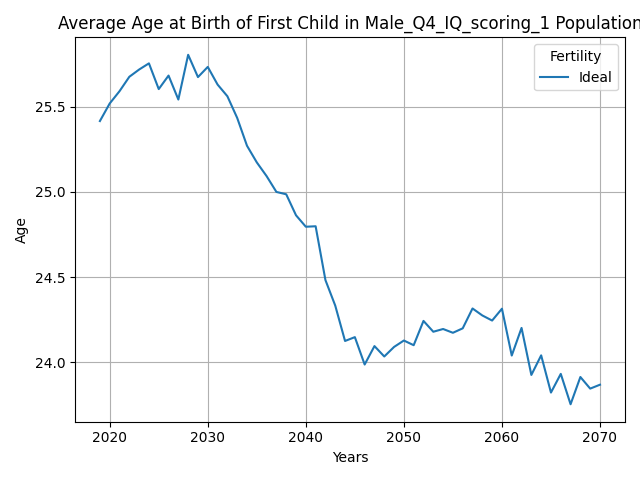 Average Age at Birth of First Child in Male_Q4_IQ_scoring_1 Population
Fertility
Ideal
25.5
25.0
24.5
24.0
Age
2020 2030 2040 2050 2060 2070
Years